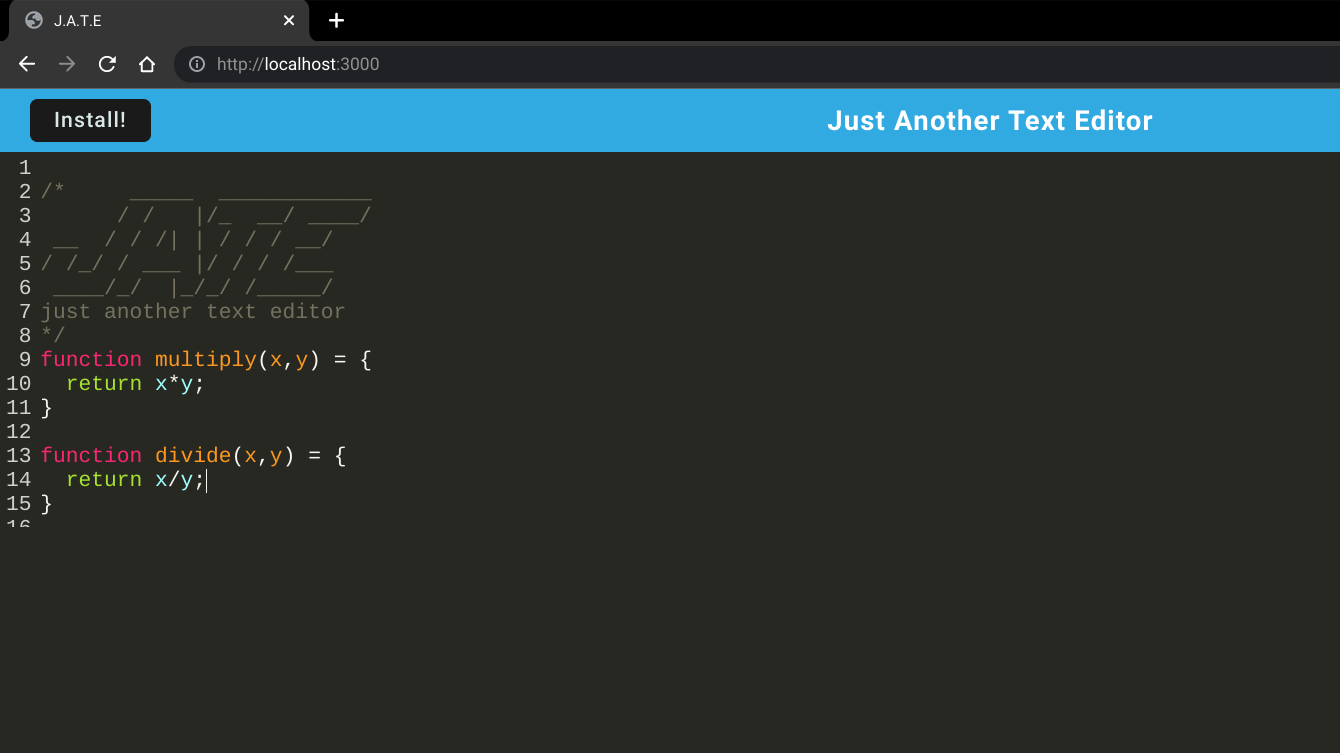 J.A.T.E
http://localhost:3000
Install!
Just Another Text Editor
1
2 /*     _____  ____________
3       / /   |/_  __/ ____/
4  __  / / /| | / / / __/
5 / /_/ / ___ |/ / / /___
6  ____/_/  |_/_/ /_____/
7 just another text editor
8 */
9 function multiply(x,y) = {
10   return x*y;
11 }
12
13 function divide(x,y) = {
14   return x/y;
15 }
16